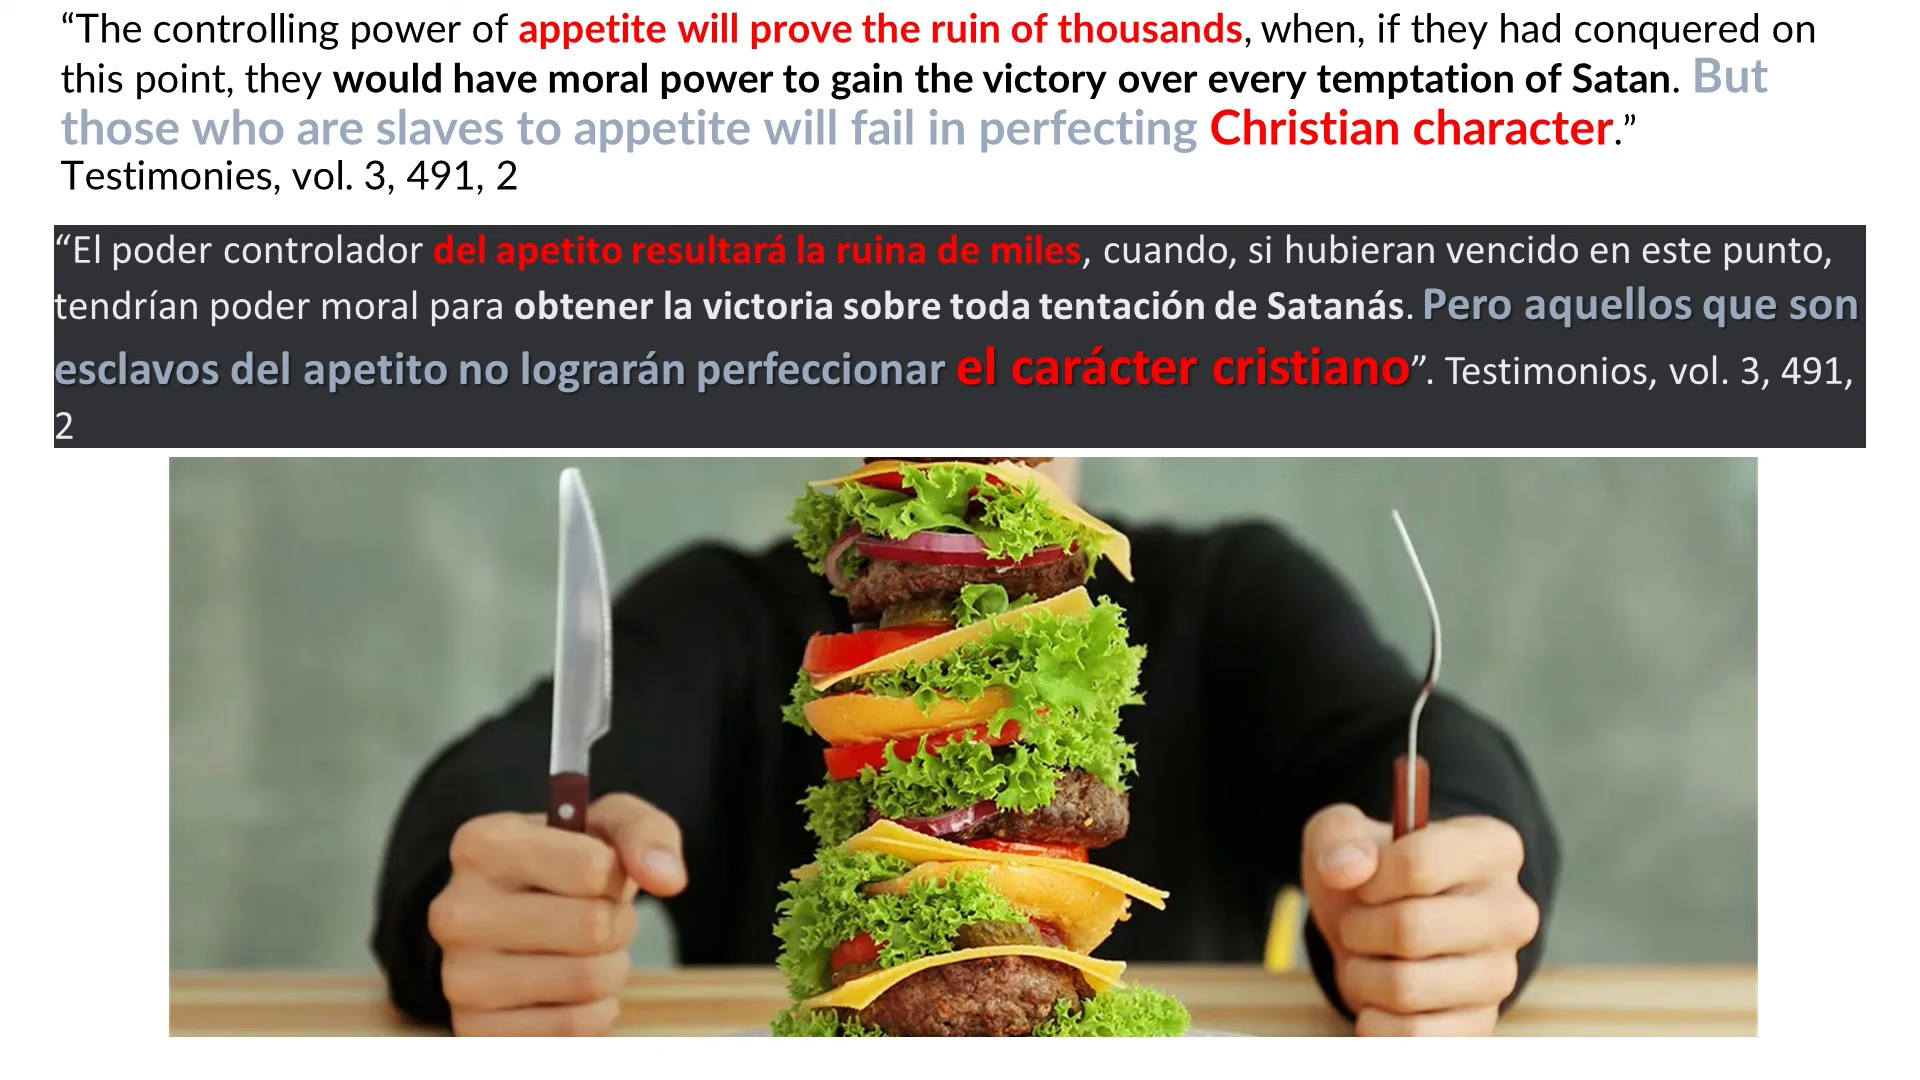 “The controlling power of appetite will prove the ruin of thousands, when, if they had conquered on
this point, they would have moral power to gain the victory over every temptation of Satan. But
those who are slaves to appetite will fail in perfecting Christian character.”
Testimonies, vol. 3, 491, 2
“El poder controlador del apetito resultará la ruina de miles, cuando, si hubieran vencido en este punto,
tendrían poder moral para obtener la victoria sobre toda tentación de Satanás. Pero aquellos que son
esclavos del apetito no lograrán perfeccionar el carácter cristiano”. Testimonios, vol. 3, 491,
2